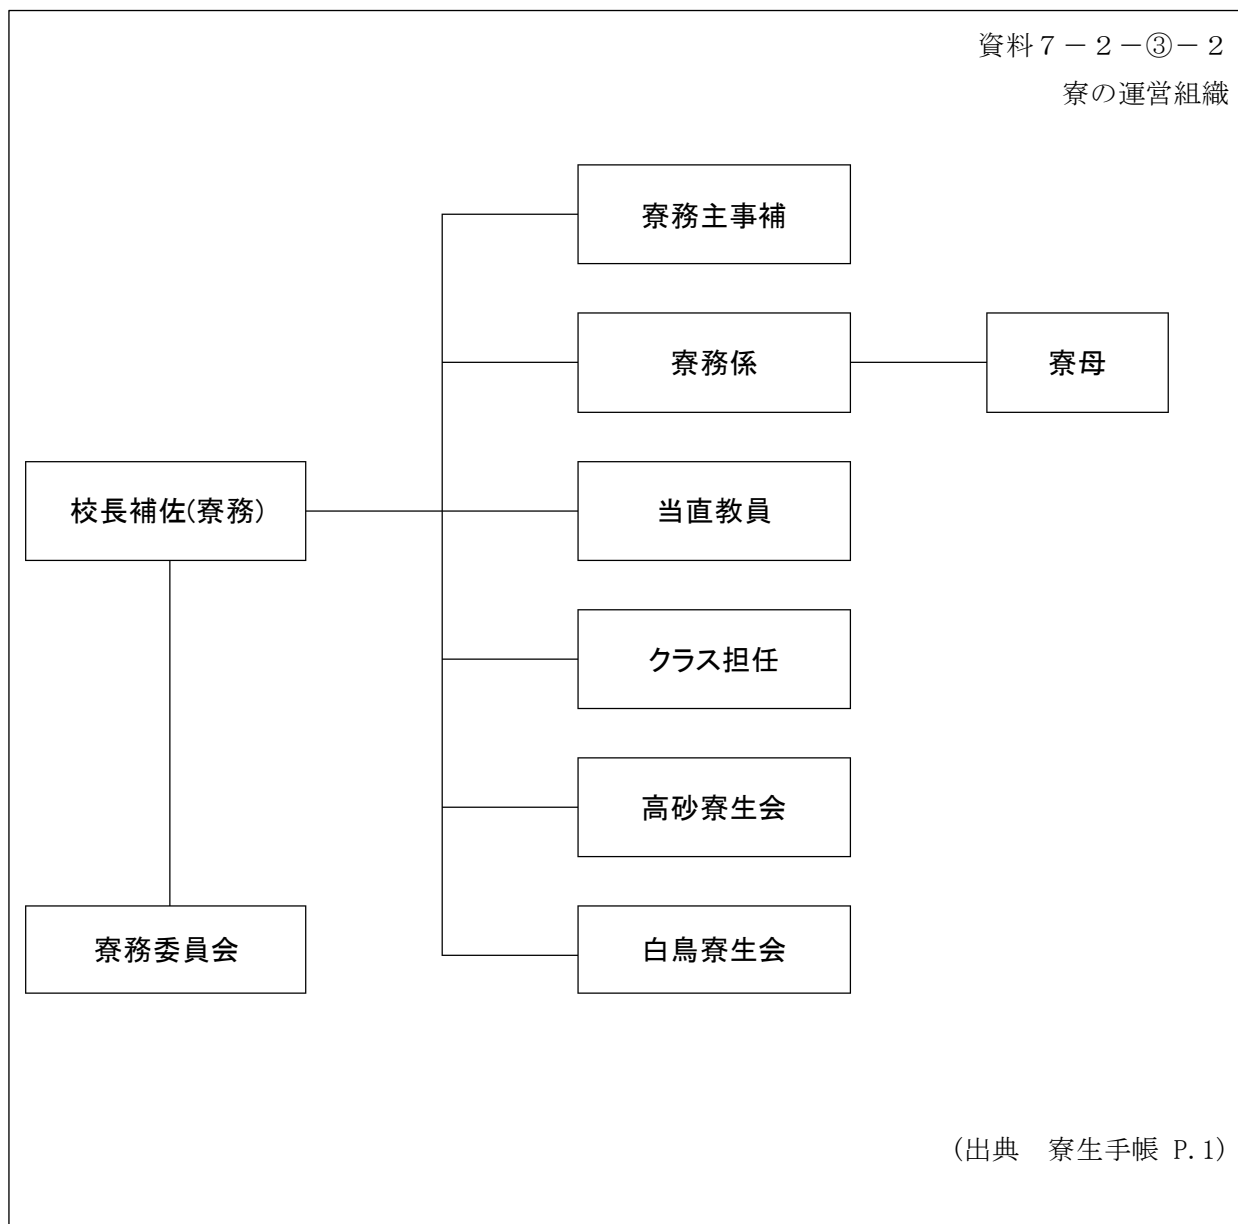 資料７－２－③－２
寮の運営組織
寮務主事補
寮務係
寮母
校長補佐(寮務)
当直教員
クラス担任
高砂寮生会
寮務委員会
白鳥寮生会
(出典　寮生手帳 P.1)